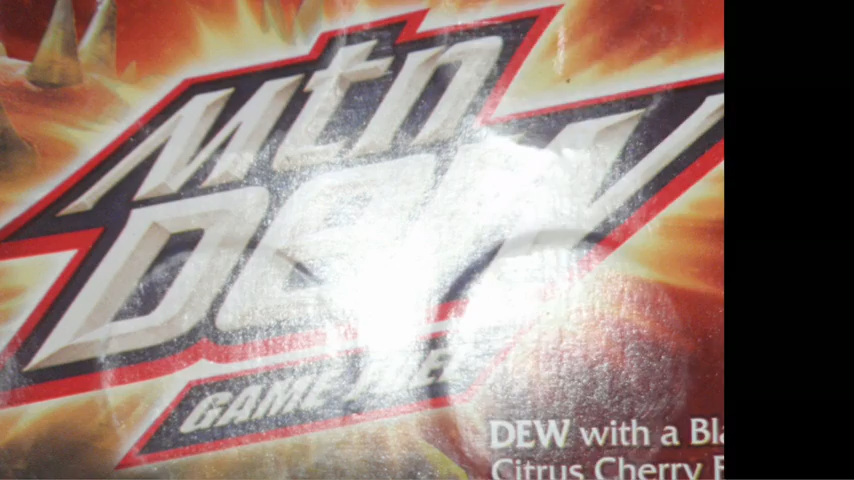 Mtn
DEW
GAME FUEL
DEW with a Bla
Citrus Cherry F